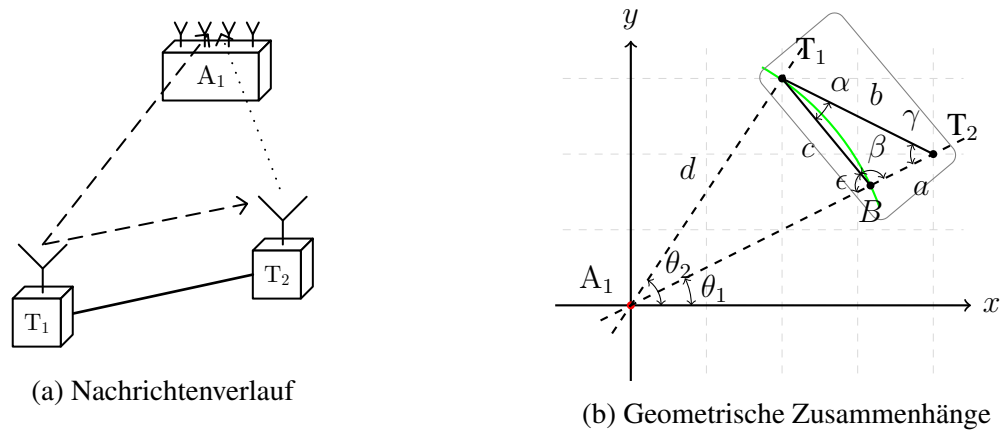 A₁
T₁
T₂
(a) Nachrichtenverlauf
y
x
A₁
T₁
T₂
B
a
b
c
d
α
β
γ
ϵ
θ₂
θ₁
(b) Geometrische Zusammenhänge